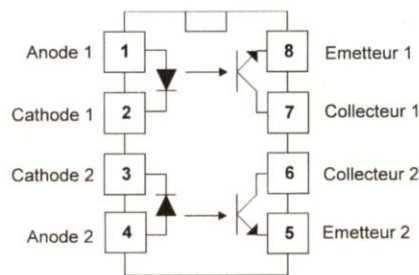 Anode 1 1 8 Emetteur 1
Cathode 1 2 7 Collecteur 1
Cathode 2 3 6 Collecteur 2
Anode 2 4 5 Emetteur 2